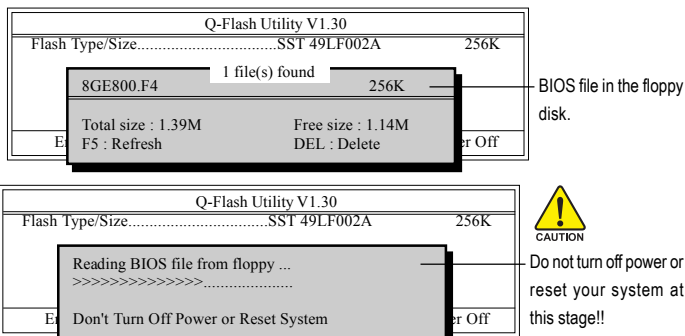 Q-Flash Utility V1.30
Flash Type/Size.................................SST 49LF002A 256K
1 file(s) found
8GE800.F4 256K
Total size : 1.39M Free size : 1.14M
F5 : Refresh DEL : Delete
Off
BIOS file in the floppy
disk.
Q-Flash Utility V1.30
Flash Type/Size.................................SST 49LF002A 256K
Reading BIOS file from floppy ...
>>>>>>>>>>>>>>>.....................
Don't Turn Off Power or Reset System
Off
CAUTION
Do not turn off power or
reset your system at
this stage!!